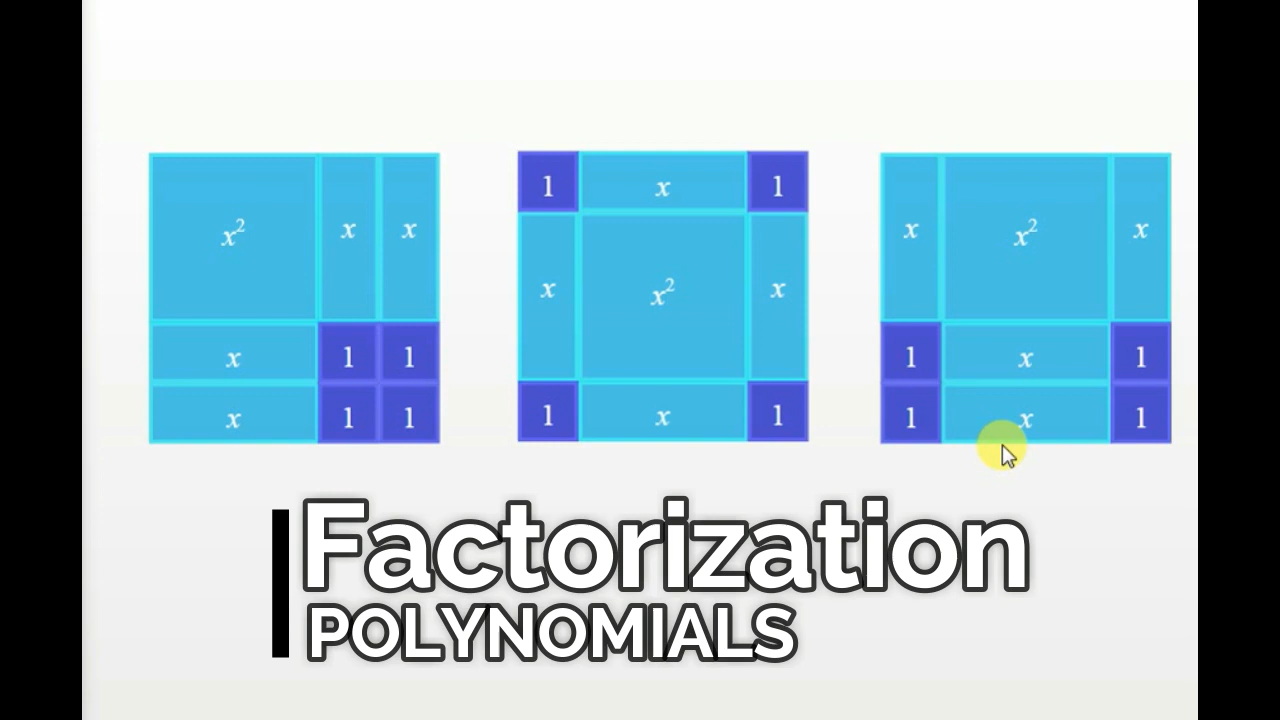 x² x x
x 1 1
x 1 1
1 x 1
x x² x
1 x 1
x x² x
1 x 1
1 x 1
Factorization
POLYNOMIALS